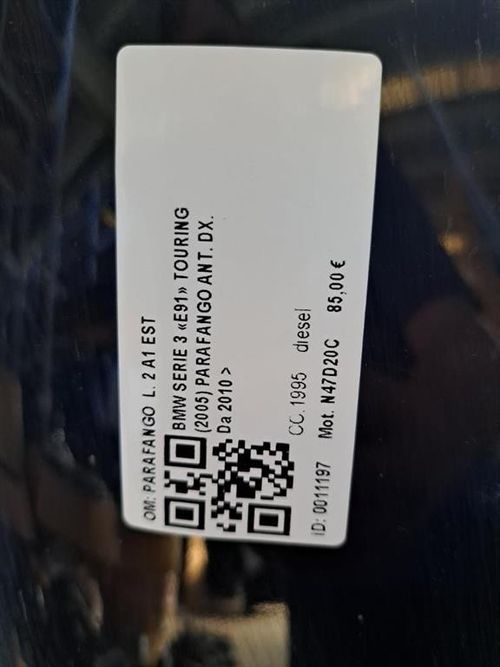 OM: PARAFANGO L. 2 A1 EST
BMW SERIE 3 «E91» TOURING
(2005) PARAFANGO ANT. DX.
Da 2010 >
CC. 1995 diesel
ID: 0011197 Mot. N47D20C 85,00 €